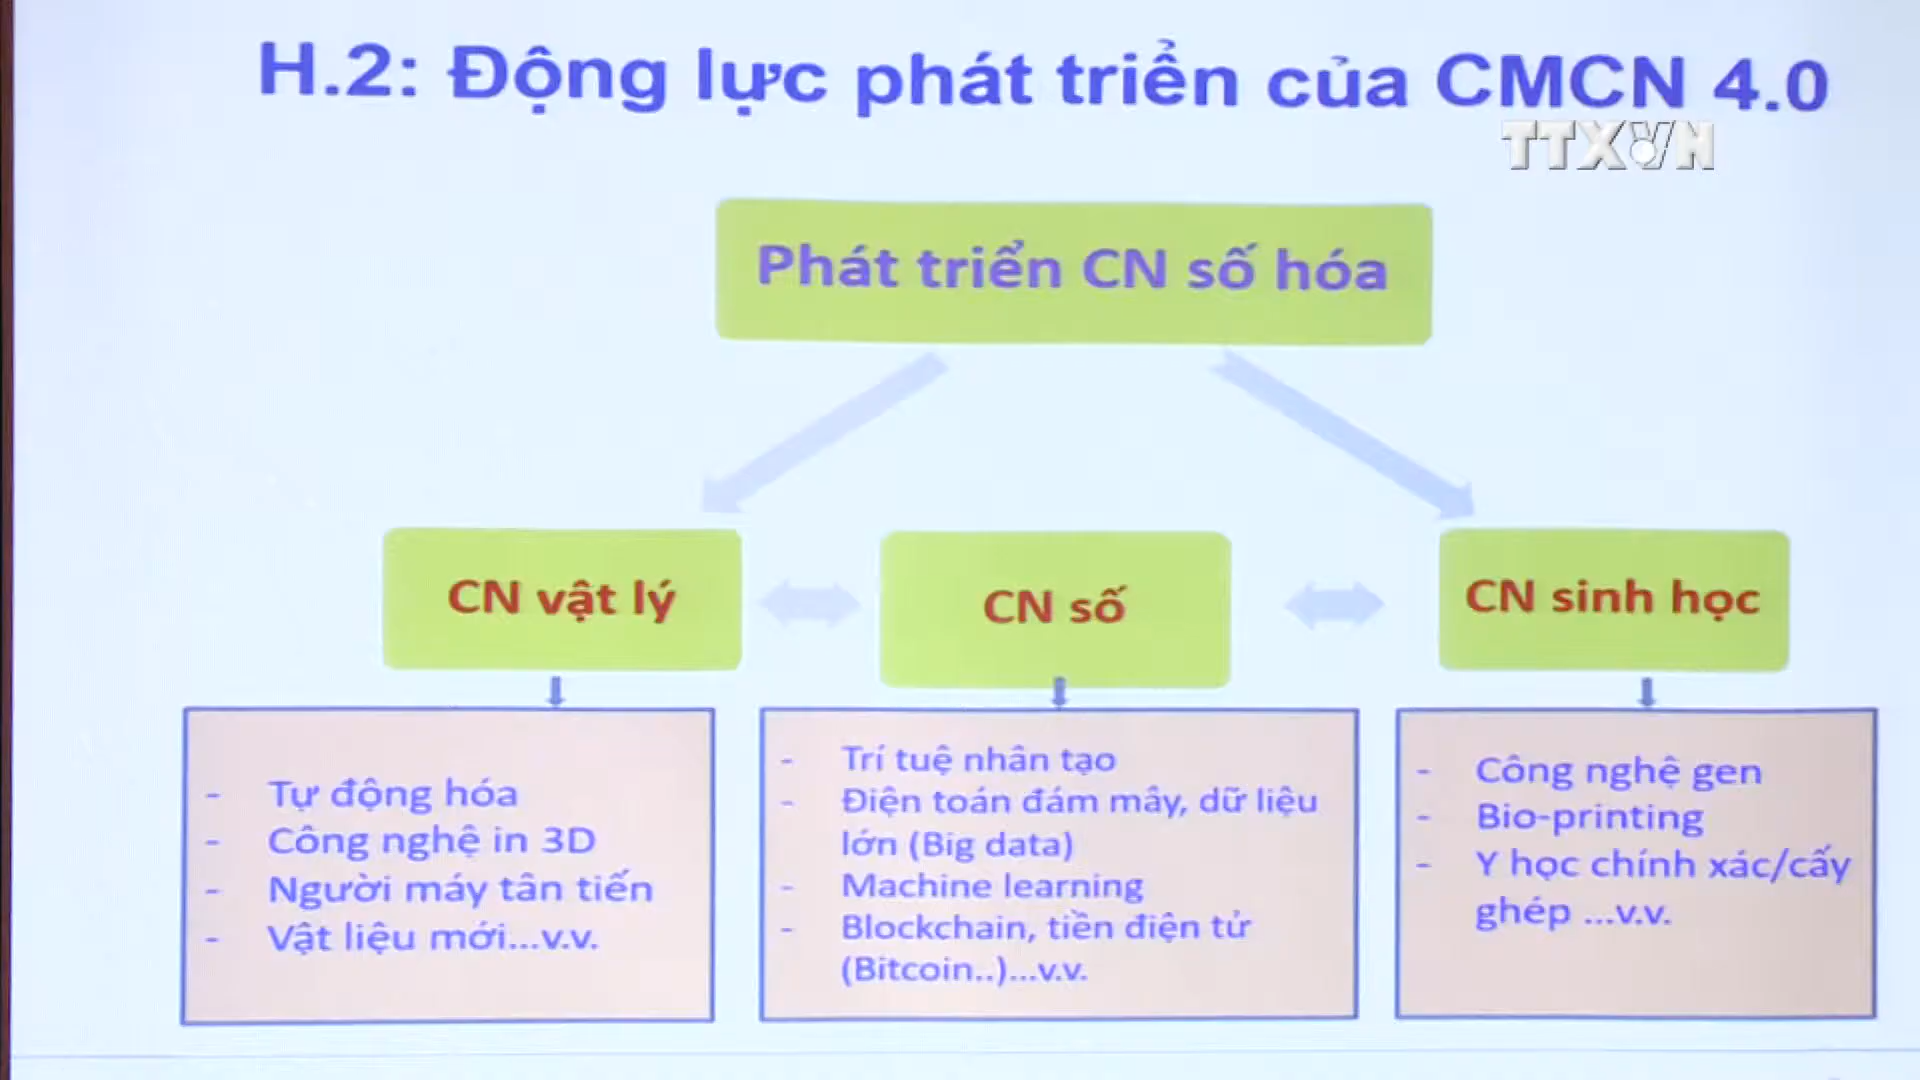 H.2: Động lực phát triển của CMCN 4.0
TTXVN
Phát triển CN số hóa
CN vật lý
CN số
CN sinh học
- Tự động hóa
- Công nghệ in 3D
- Người máy tân tiến
- Vật liệu mới...v.v.
- Trí tuệ nhân tạo
- Điện toán đám mây, dữ liệu
lớn (Big data)
- Machine learning
- Blockchain, tiền điện tử
(Bitcoin..)...v.v.
- Công nghệ gen
- Bio-printing
- Y học chính xác/cấy
ghép ...v.v.